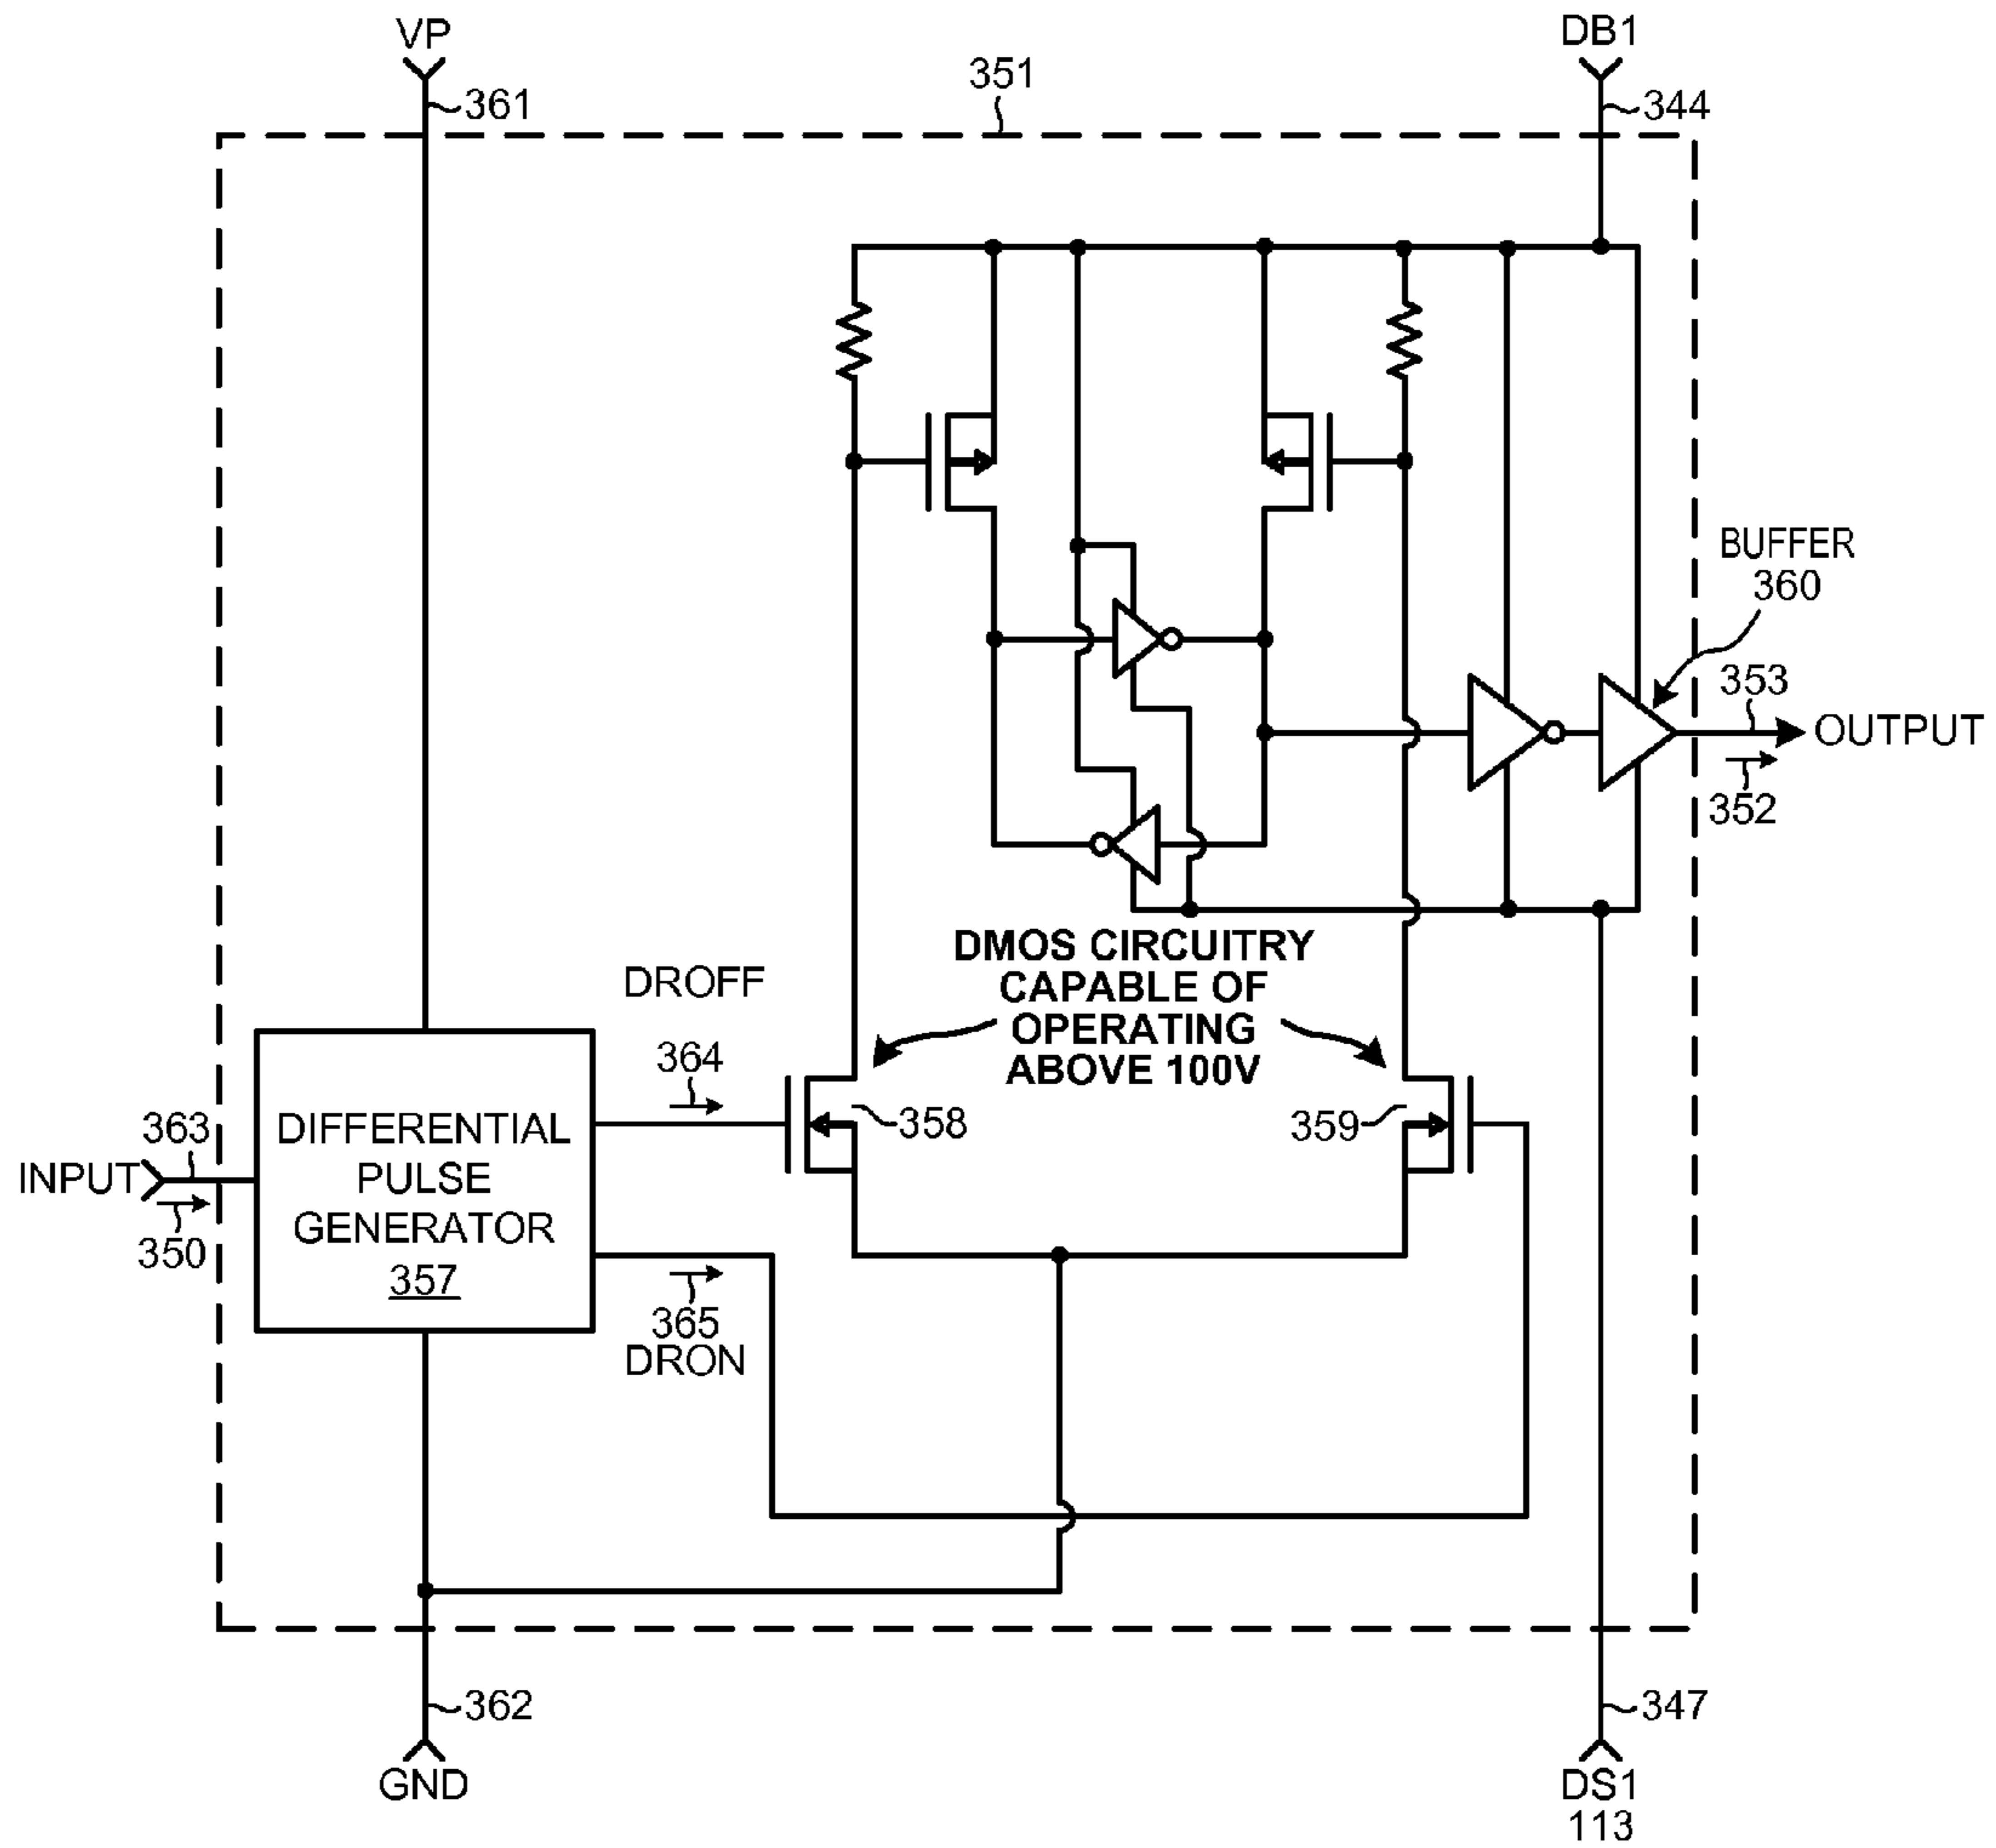 VP
DB1
361
351
344
BUFFER
360
353
OUTPUT
352
DMOS CIRCUITRY
CAPABLE OF
OPERATING
ABOVE 100V
DROFF
364
358
359
363
INPUT
350
DIFFERENTIAL
PULSE
GENERATOR
357
365
DRON
362
347
GND
DS1
113